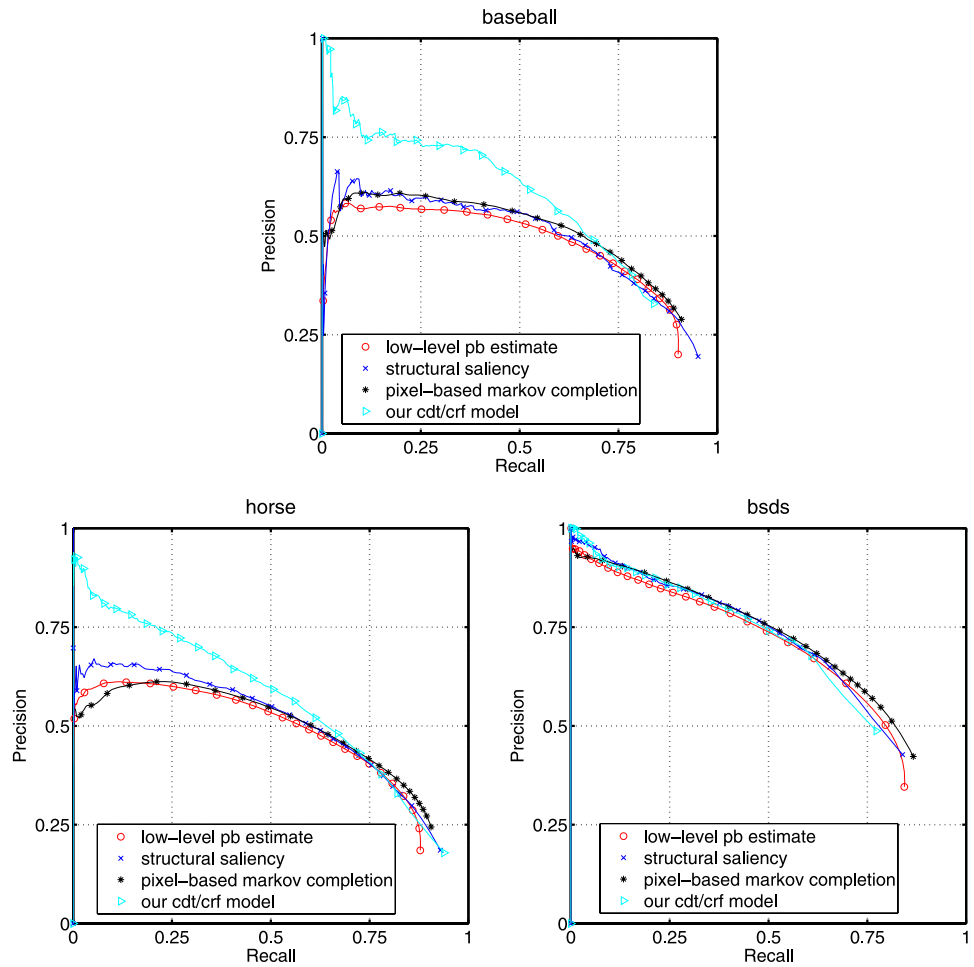 baseball
1
0.75
0.5
0.25
0
Precision
low-level pb estimate
structural saliency
pixel-based markov completion
our cdt/crf model
0 0.25 0.5 0.75 1
Recall
horse
1
0.75
0.5
0.25
0
Precision
low-level pb estimate
structural saliency
pixel-based markov completion
our cdt/crf model
0 0.25 0.5 0.75 1
Recall
bsds
1
0.75
0.5
0.25
0
Precision
low-level pb estimate
structural saliency
pixel-based markov completion
our cdt/crf model
0 0.25 0.5 0.75 1
Recall